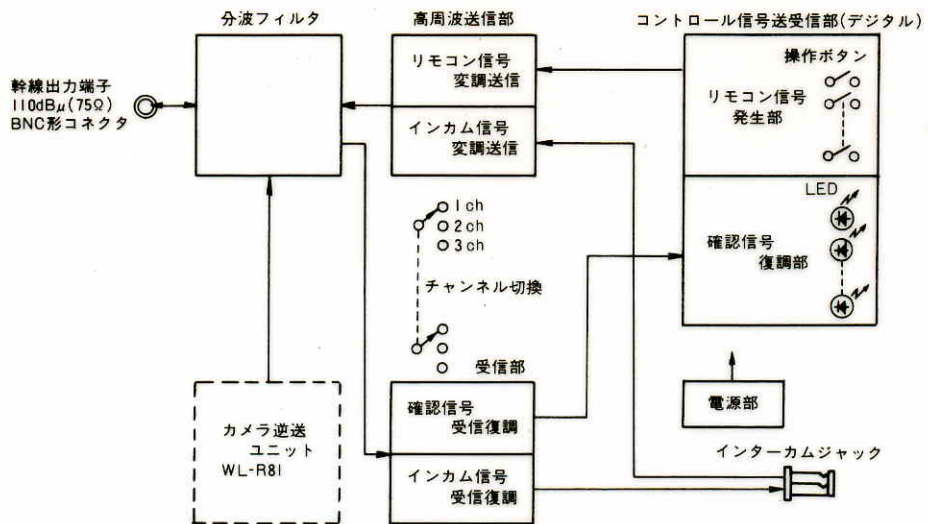 分波フィルタ
高周波送信部
コントロール信号送受信部(デジタル)
幹線出力端子
110dBμ(75Ω)
BNC形コネクタ
リモコン信号
変調送信
インカム信号
変調送信
操作ボタン
リモコン信号
発生部
LED
確認信号
復調部
1ch
2ch
3ch
チャンネル切換
受信部
確認信号
受信復調
インカム信号
受信復調
カメラ逆送
ユニット
WL-R81
電源部
インターカムジャック